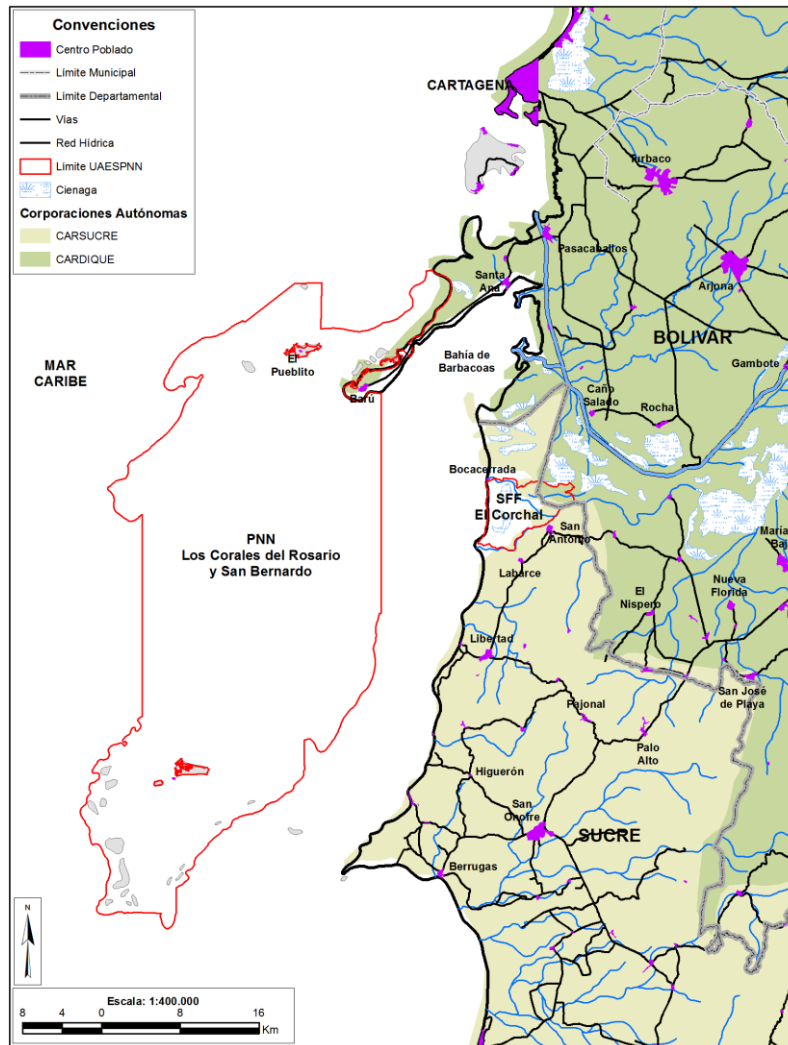 Convenciones
Centro Poblado
Límite Municipal
Límite Departamental
Vías
Red Hídrica
Límite UAESPNN
Cienaga
Corporaciones Autónomas
CARSUCRE
CARDIQUE
CARTAGENA
Turbaco
Pasacaballos
Santa
Ana
Arjona
BOLIVAR
MAR
CARIBE
El
Pueblito
Bahía de
Barbacoas
Gambote
Barú
Caño
Salado
Rocha
Bocacerrada
SFF
El Corchal
San
Antonio
María
Baj
PNN
Los Corales del Rosario
y San Bernardo
Labarce
El
Nispero
Nueva
Florida
Libertad
San José
de Playa
Pajonal
Palo
Alto
Higuerón
San
Onofre
SUCRE
Berrugas
N
Escala: 1:400.000
8 4 0 8 16
Km